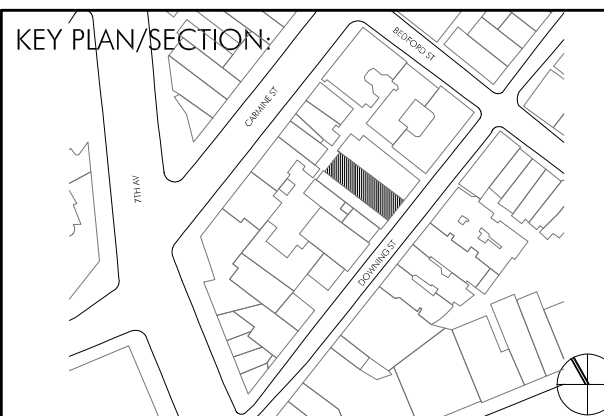 KEY PLAN/SECTION:
BEDFORD ST
CARMINE ST
7TH AV
DOWNING ST